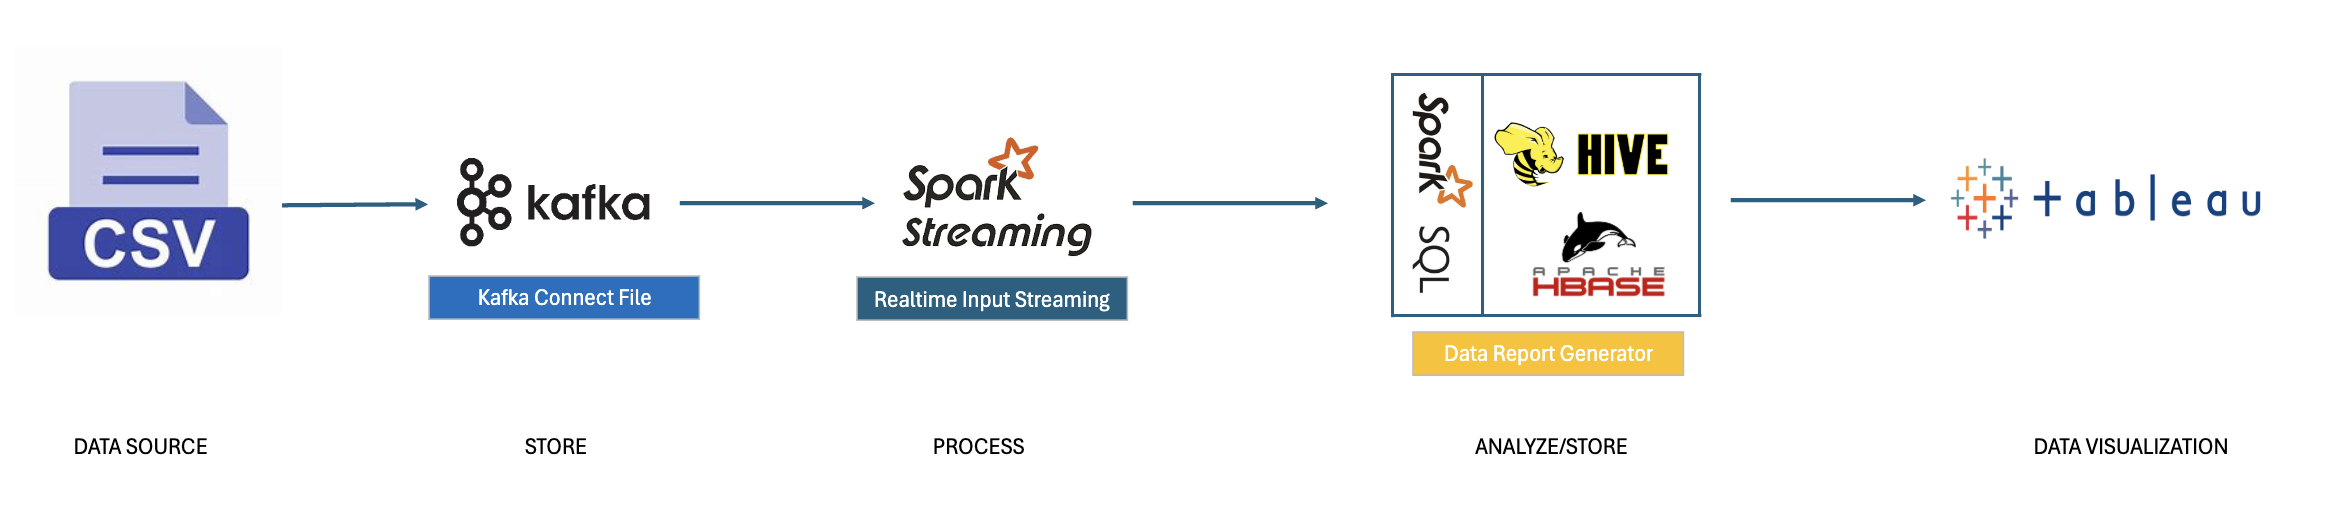 CSV
kafka
Kafka Connect File
Spark
Streaming
Realtime Input Streaming
Spark SQL
HIVE
APACHE
HBASE
Data Report Generator
+ableau
DATA SOURCE
STORE
PROCESS
ANALYZE/STORE
DATA VISUALIZATION